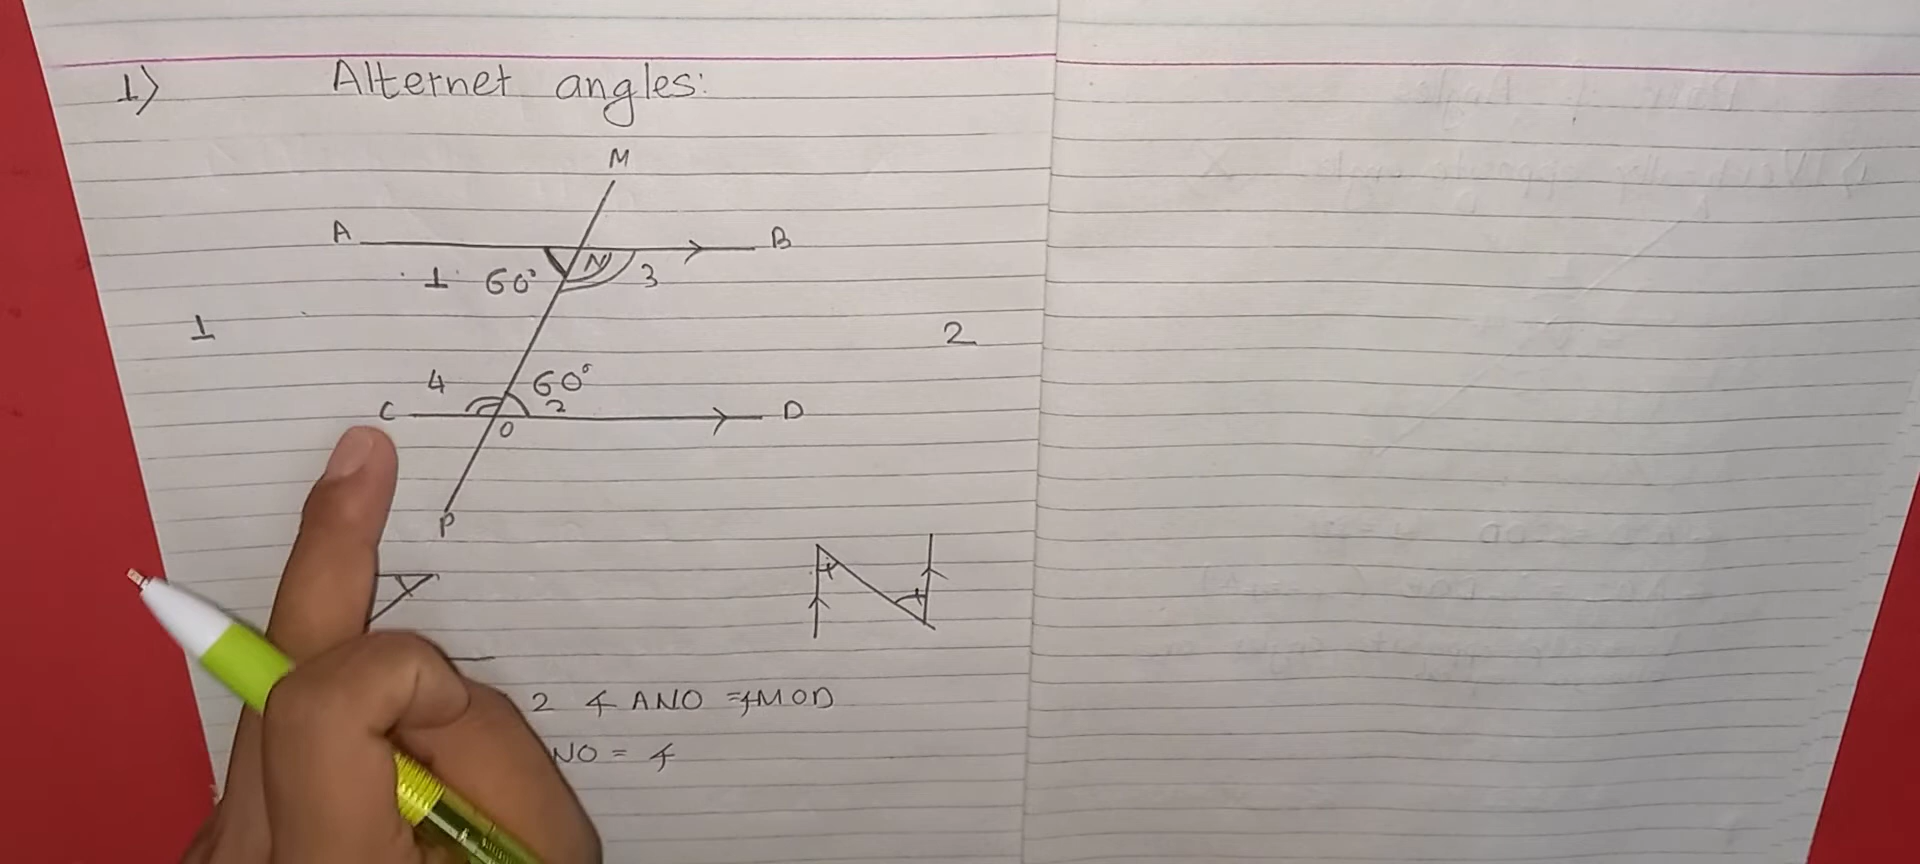 1) Alternet angles:
M
A B
1 60° N 3
1 2
4 60°
C 2 D
O
P
2 ∡ ANO = ∡MOD
NO = ∡